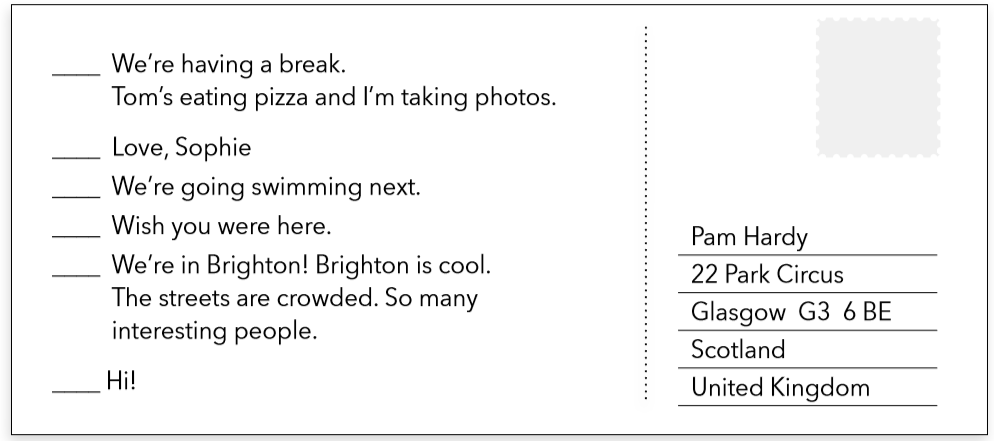 ____ We’re having a break.
Tom’s eating pizza and I’m taking photos.
____ Love, Sophie
____ We’re going swimming next.
____ Wish you were here.
____ We’re in Brighton! Brighton is cool.
The streets are crowded. So many
interesting people.
____ Hi!
Pam Hardy
22 Park Circus
Glasgow G3 6 BE
Scotland
United Kingdom